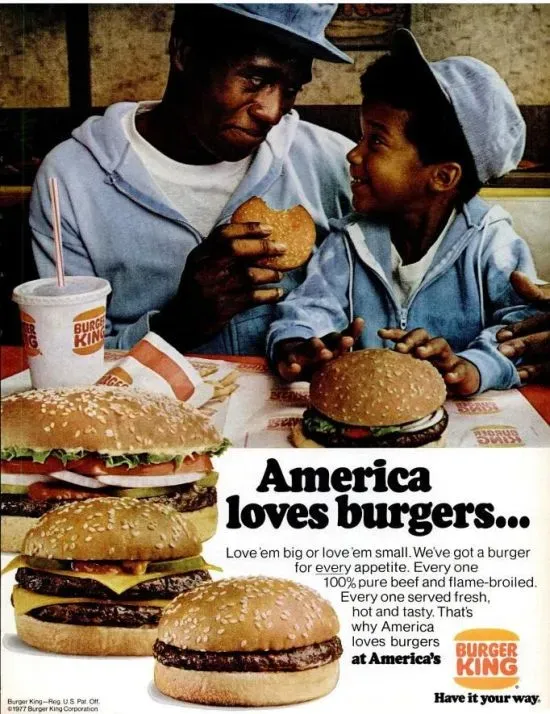 BURGER
KING
America
loves burgers...
Love 'em big or love 'em small. We've got a burger
for every appetite. Every one
100% pure beef and flame-broiled.
Every one served fresh,
hot and tasty. That's
why America
loves burgers
at America's
BURGER
KING
Have it your way.
Burger King—Reg. U.S. Pat. Off.
©1977 Burger King Corporation